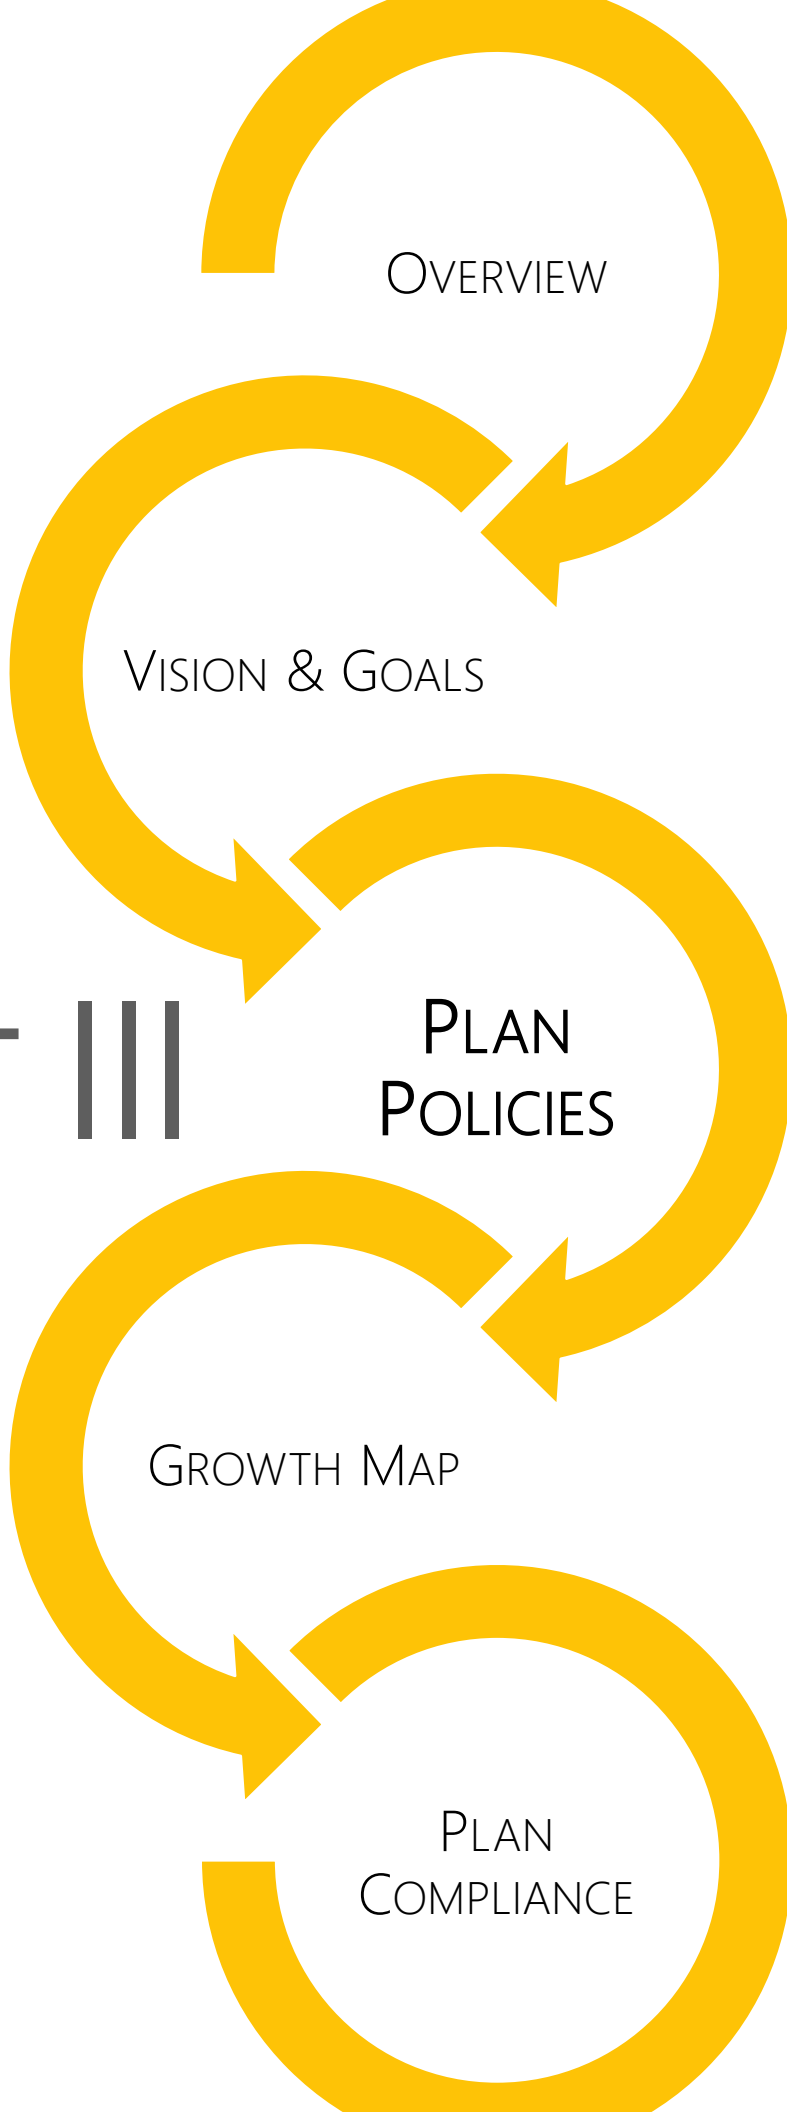 Overview
Vision & Goals
III
Plan
Policies
Growth Map
Plan
Compliance